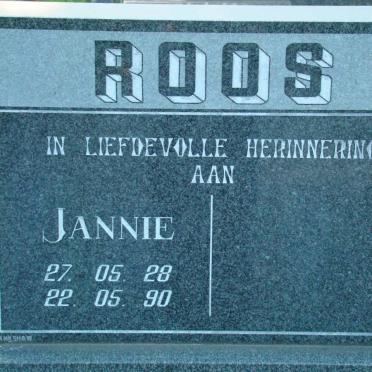 ROOS
IN LIEFDEVOLLE HERINNERING
AAN
JANNIE
27. 05. 28
22. 05. 90